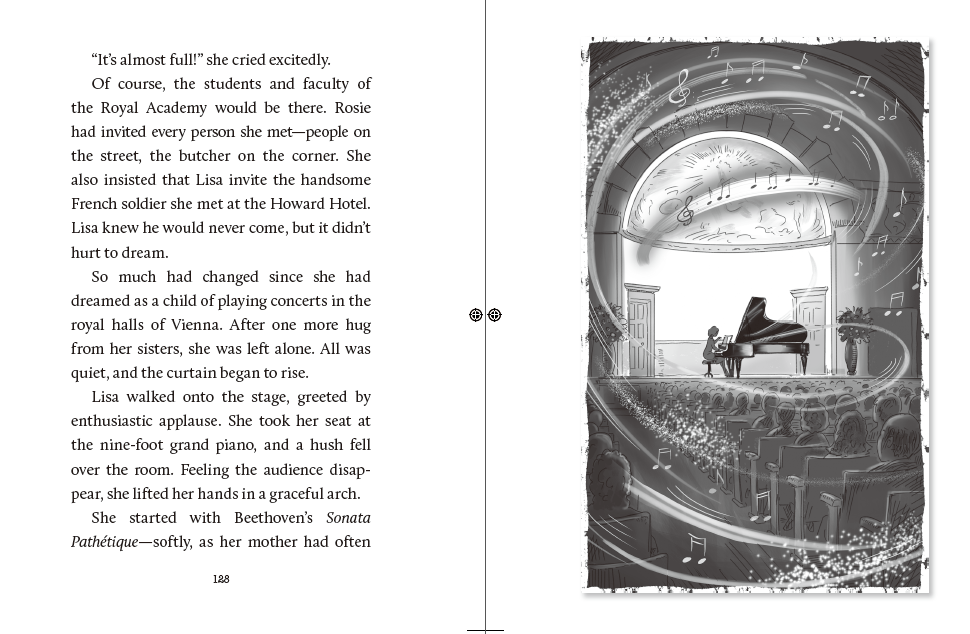 “It’s almost full!” she cried excitedly.
Of course, the students and faculty of
the Royal Academy would be there. Rosie
had invited every person she met—people on
the street, the butcher on the corner. She
also insisted that Lisa invite the handsome
French soldier she met at the Howard Hotel.
Lisa knew he would never come, but it didn’t
hurt to dream.
So much had changed since she had
dreamed as a child of playing concerts in the
royal halls of Vienna. After one more hug
from her sisters, she was left alone. All was
quiet, and the curtain began to rise.
Lisa walked onto the stage, greeted by
enthusiastic applause. She took her seat at
the nine-foot grand piano, and a hush fell
over the room. Feeling the audience disap-
pear, she lifted her hands in a graceful arch.
She started with Beethoven’s Sonata
Pathétique—softly, as her mother had often
128